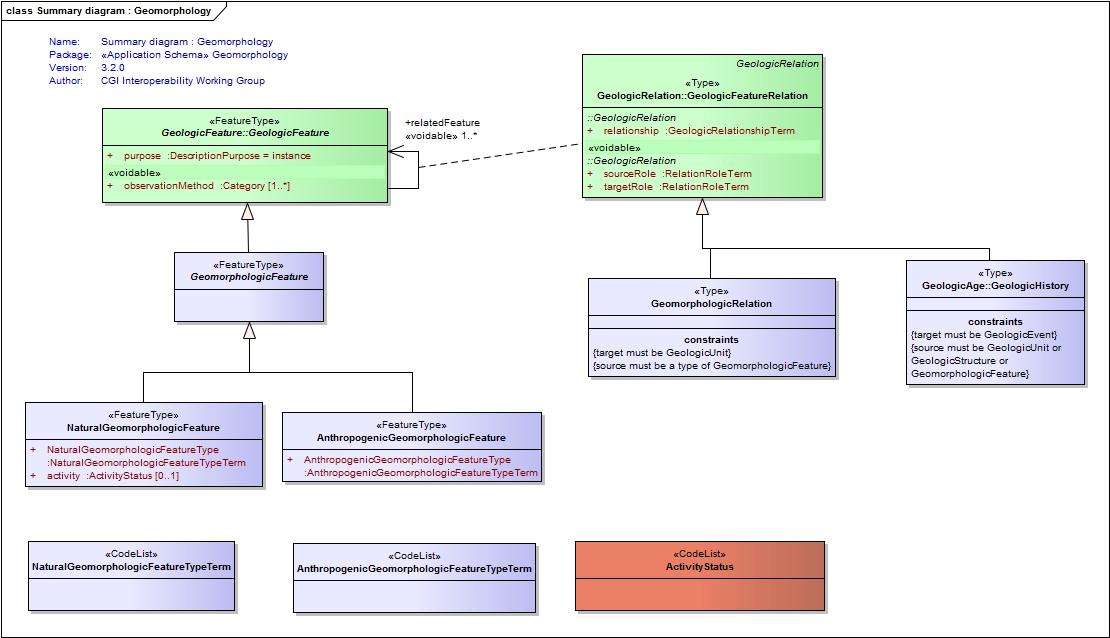 class Summary diagram : Geomorphology
Name: Summary diagram : Geomorphology
Package: «Application Schema» Geomorphology
Version: 3.2.0
Author: CGI Interoperability Working Group
«FeatureType»
GeologicFeature::GeologicFeature
+ purpose :DescriptionPurpose = instance
«voidable»
+ observationMethod :Category [1..*]
+relatedFeature
«voidable» 1..*
GeologicRelation
«Type»
GeologicRelation::GeologicFeatureRelation
::GeologicRelation
+ relationship :GeologicRelationshipTerm
«voidable»
::GeologicRelation
+ sourceRole :RelationRoleTerm
+ targetRole :RelationRoleTerm
«FeatureType»
GeomorphologicFeature
«Type»
GeomorphologicRelation
constraints
{target must be GeologicUnit}
{source must be a type of GeomorphologicFeature}
«Type»
GeologicAge::GeologicHistory
constraints
{target must be GeologicEvent}
{source must be GeologicUnit or
GeologicStructure or
GeomorphologicFeature}
«FeatureType»
NaturalGeomorphologicFeature
+ NaturalGeomorphologicFeatureType
:NaturalGeomorphologicFeatureTypeTerm
+ activity :ActivityStatus [0..1]
«FeatureType»
AnthropogenicGeomorphologicFeature
+ AnthropogenicGeomorphologicFeatureType
:AnthropogenicGeomorphologicFeatureTypeTerm
«CodeList»
NaturalGeomorphologicFeatureTypeTerm
«CodeList»
AnthropogenicGeomorphologicFeatureTypeTerm
«CodeList»
ActivityStatus